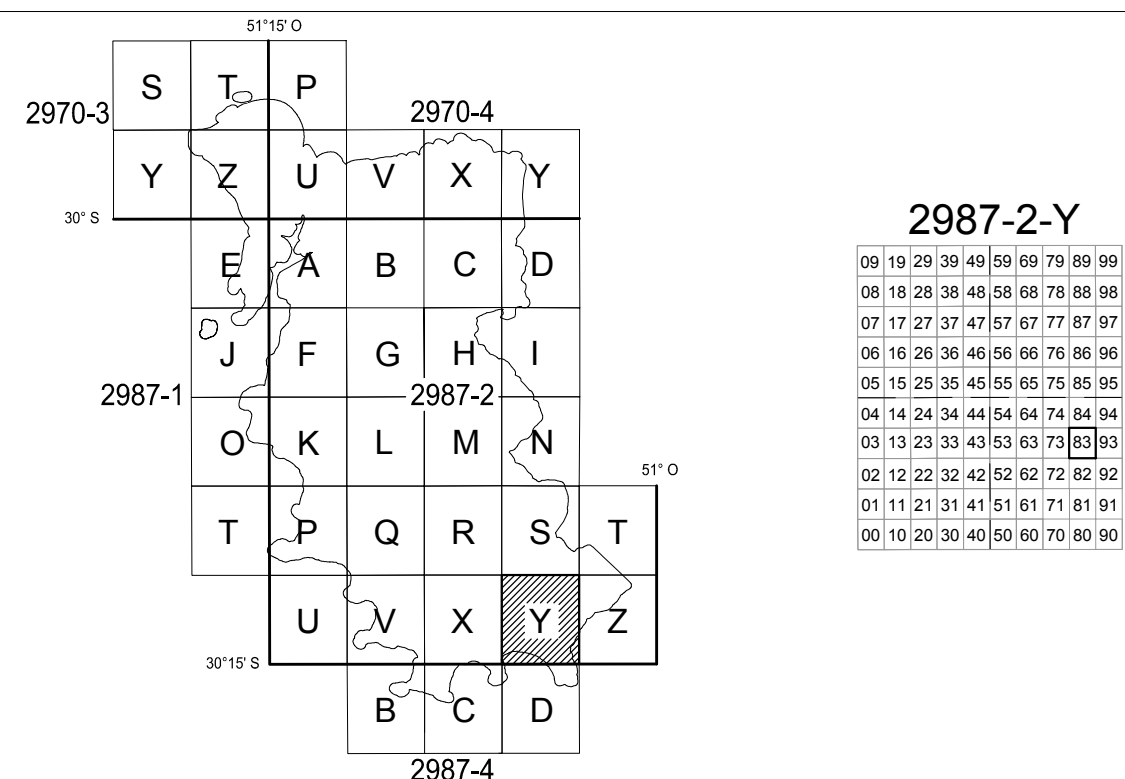 51°15' O
S T P
2970-3 2970-4
Y Z U V X Y
30° S
E A B C D
J F G H I
2987-1 2987-2
O K L M N
51° O
T P Q R S T
U V X Y Z
30°15' S
B C D
2987-4
2987-2-Y
09 19 29 39 49 59 69 79 89 99
08 18 28 38 48 58 68 78 88 98
07 17 27 37 47 57 67 77 87 97
06 16 26 36 46 56 66 76 86 96
05 15 25 35 45 55 65 75 85 95
04 14 24 34 44 54 64 74 84 94
03 13 23 33 43 53 63 73 83 93
02 12 22 32 42 52 62 72 82 92
01 11 21 31 41 51 61 71 81 91
00 10 20 30 40 50 60 70 80 90